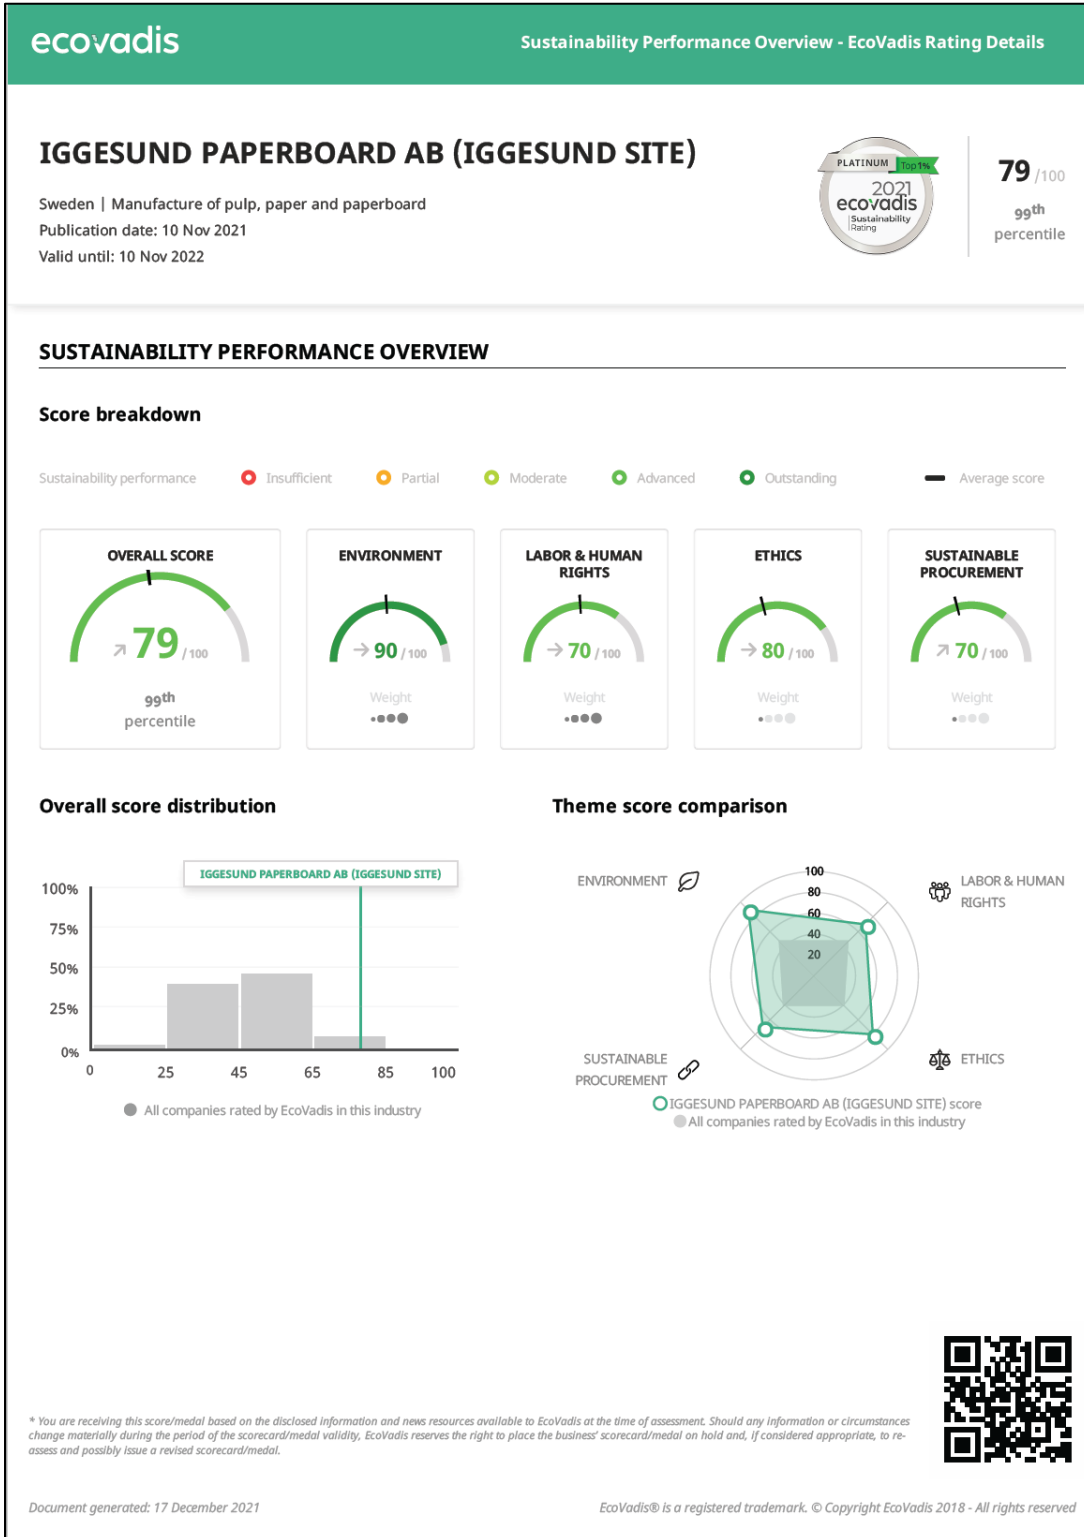 ecovadis
Sustainability Performance Overview - EcoVadis Rating Details
IGGESUND PAPERBOARD AB (IGGESUND SITE)
Sweden | Manufacture of pulp, paper and paperboard
Publication date: 10 Nov 2021
Valid until: 10 Nov 2022
PLATINUM Top 1%
2021
ecovadis
Sustainability
Rating
79 /100
99th
percentile
SUSTAINABILITY PERFORMANCE OVERVIEW
Score breakdown
Sustainability performance Insufficient Partial Moderate Advanced Outstanding Average score
OVERALL SCORE
79 / 100
99th
percentile
ENVIRONMENT
90 / 100
Weight
LABOR & HUMAN
RIGHTS
70 / 100
Weight
ETHICS
80 / 100
Weight
SUSTAINABLE
PROCUREMENT
70 / 100
Weight
Overall score distribution
IGGESUND PAPERBOARD AB (IGGESUND SITE)
100%
75%
50%
25%
0%
0 25 45 65 85 100
All companies rated by EcoVadis in this industry
Theme score comparison
ENVIRONMENT
LABOR & HUMAN
RIGHTS
100
80
60
40
20
SUSTAINABLE
PROCUREMENT
ETHICS
IGGESUND PAPERBOARD AB (IGGESUND SITE) score
All companies rated by EcoVadis in this industry
* You are receiving this score/medal based on the disclosed information and news resources available to EcoVadis at the time of assessment. Should any information or circumstances
change materially during the period of the scorecard/medal validity, EcoVadis reserves the right to place the business' scorecard/medal on hold and, if considered appropriate, to re-
assess and possibly issue a revised scorecard/medal.
Document generated: 17 December 2021
EcoVadis® is a registered trademark. © Copyright EcoVadis 2018 - All rights reserved